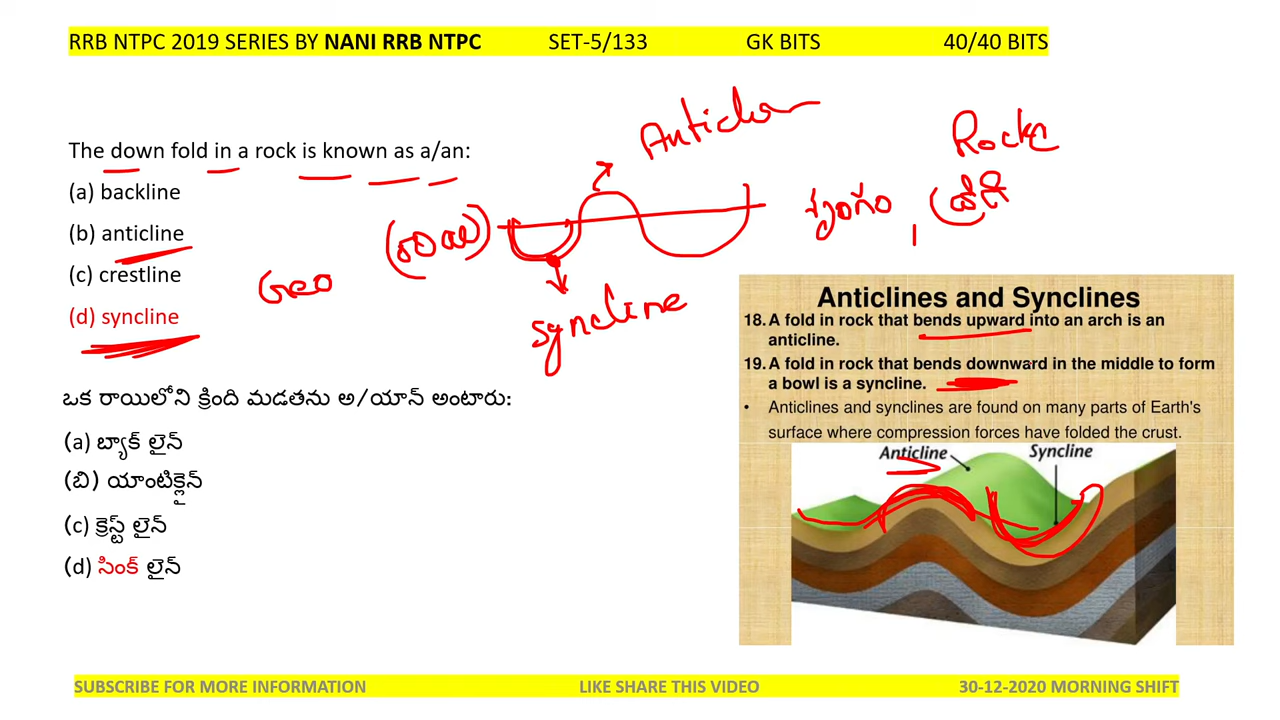 RRB NTPC 2019 SERIES BY NANI RRB NTPC SET-5/133 GK BITS 40/40 BITS
The down fold in a rock is known as a/an:
(a) backline
(b) anticline
(c) crestline
(d) syncline
Rock
శృంగం,
syncline
ఒక రాయిలోని క్రింది మడతను అ/యాన్ అంటారు:
(a) బ్యాక్ లైన్
(బి) యాంటిక్లైన్
(c) క్రెస్ట్ లైన్
(d) సింక్ లైన్
Anticlines and Synclines
18. A fold in rock that bends upward into an arch is an
anticline.
19. A fold in rock that bends downward in the middle to form
a bowl is a syncline.
• Anticlines and synclines are found on many parts of Earth's
surface where compression forces have folded the crust.
Anticline Syncline
SUBSCRIBE FOR MORE INFORMATION LIKE SHARE THIS VIDEO 30-12-2020 MORNING SHIFT